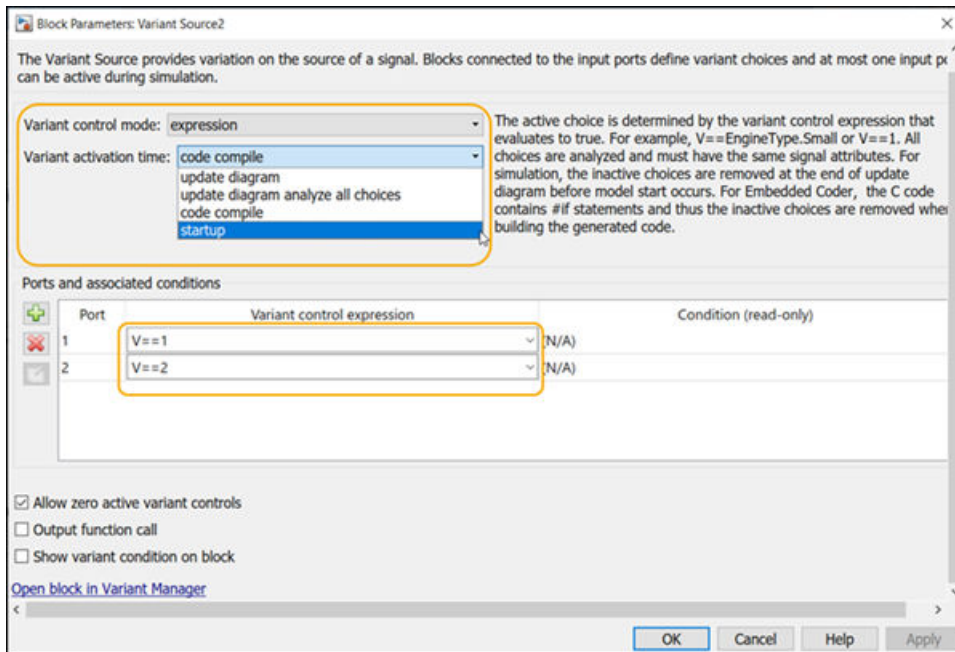 Block Parameters: Variant Source2
The Variant Source provides variation on the source of a signal. Blocks connected to the input ports define variant choices and at most one input po
can be active during simulation.
Variant control mode: expression
Variant activation time: code compile
update diagram
update diagram analyze all choices
code compile
startup
The active choice is determined by the variant control expression that
evaluates to true. For example, V==EngineType.Small or V==1. All
choices are analyzed and must have the same signal attributes. For
simulation, the inactive choices are removed at the end of update
diagram before model start occurs. For Embedded Coder, the C code
contains #if statements and thus the inactive choices are removed when
building the generated code.
Ports and associated conditions
Port Variant control expression Condition (read-only)
1 V==1 (N/A)
2 V==2 (N/A)
Allow zero active variant controls
Output function call
Show variant condition on block
Open block in Variant Manager
OK Cancel Help Apply